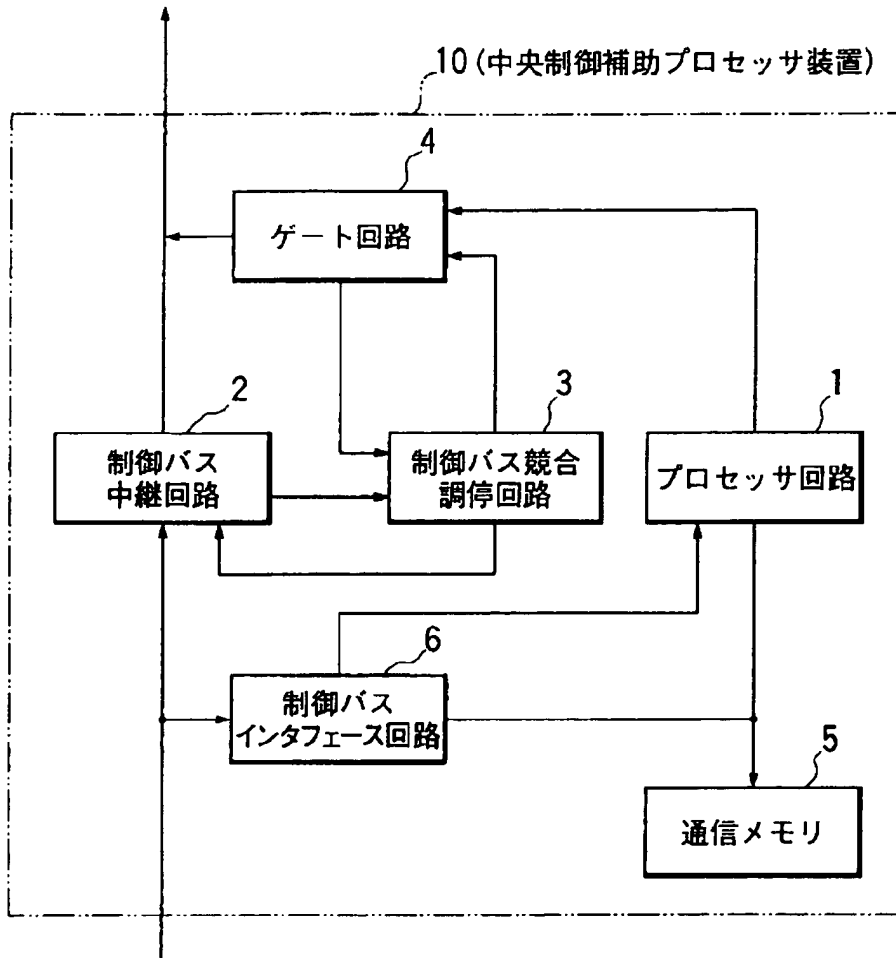 10(中央制御補助プロセッサ装置)
4
ゲート回路
2
制御バス
中継回路
3
制御バス競合
調停回路
1
プロセッサ回路
6
制御バス
インタフェース回路
5
通信メモリ